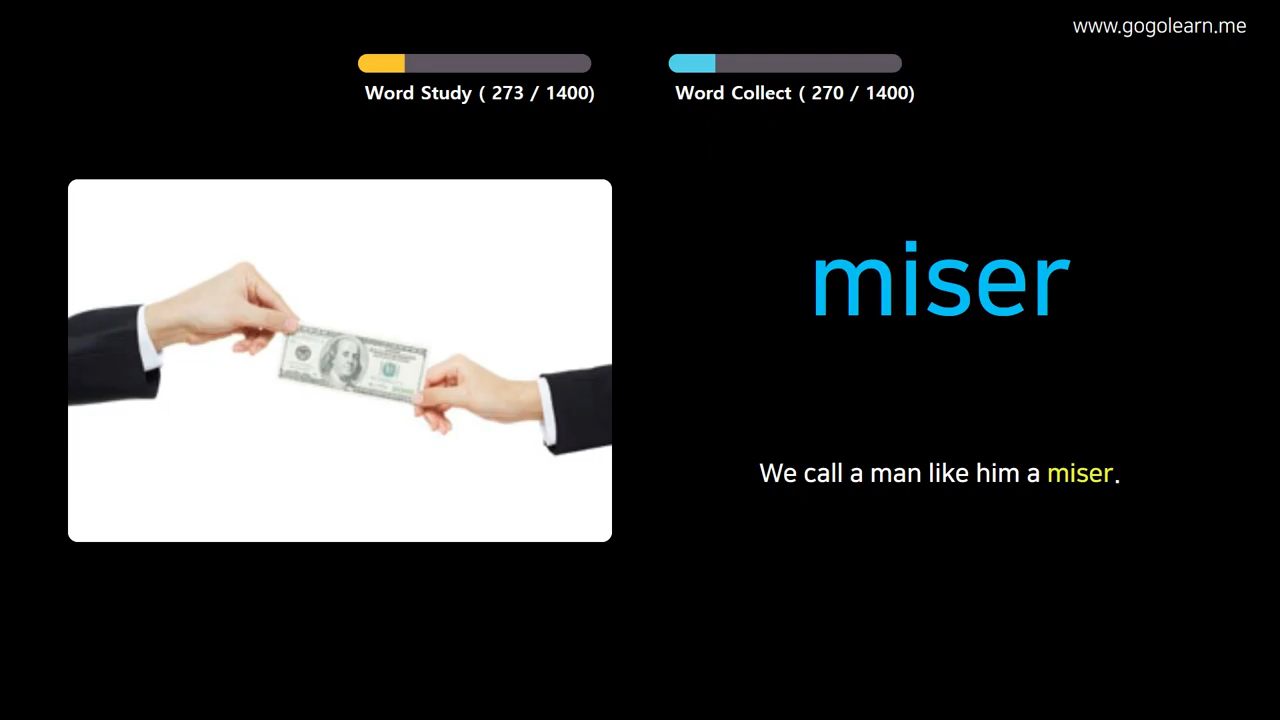 www.gogolearn.me
Word Study ( 273 / 1400)
Word Collect ( 270 / 1400)
miser
We call a man like him a miser.